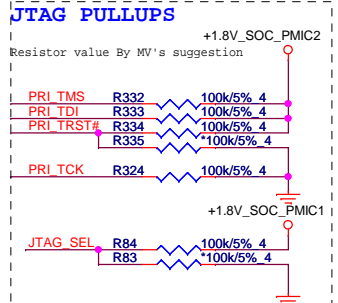 JTAG PULLUPS
+1.8V_SOC_PMIC2
Resistor value By MV's suggestion
PRI_TMS R332 100k/5%_4
PRI_TDI R333 100k/5%_4
PRI_TRST# R334 100k/5%_4
R335 *100k/5%_4
PRI_TCK R324 100k/5%_4
+1.8V_SOC_PMIC1
JTAG_SEL R84 100k/5%_4
R83 *100k/5%_4